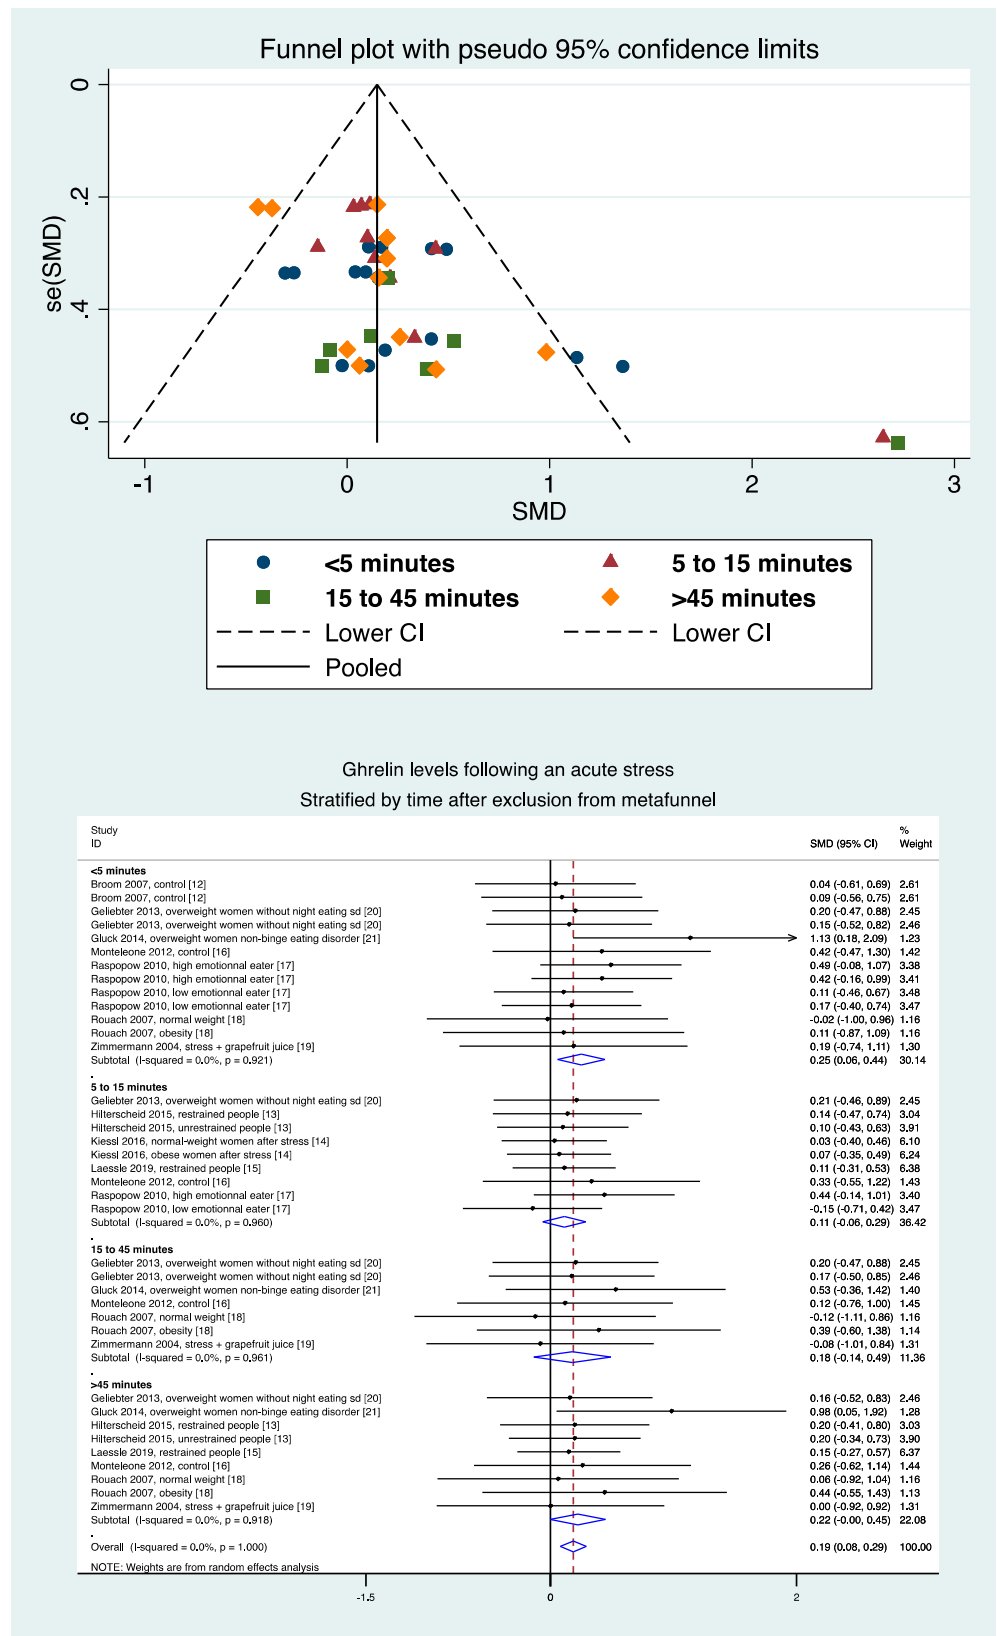 Funnel plot with pseudo 95% confidence limits
0
.2
.4
.6
se(SMD)
-1 0 1 2 3
SMD
<5 minutes 5 to 15 minutes
15 to 45 minutes >45 minutes
Lower CI Lower CI
Pooled
Ghrelin levels following an acute stress
Stratified by time after exclusion from metafunnel
Study %
ID SMD (95% CI) Weight
<5 minutes
Broom 2007, control [12] 0.04 (-0.61, 0.69) 2.61
Broom 2007, control [12] 0.09 (-0.56, 0.75) 2.61
Geliebter 2013, overweight women without night eating sd [20] 0.20 (-0.47, 0.88) 2.45
Geliebter 2013, overweight women without night eating sd [20] 0.15 (-0.52, 0.82) 2.46
Gluck 2014, overweight women non-binge eating disorder [21] 1.13 (0.18, 2.09) 1.23
Monteleone 2012, control [16] 0.42 (-0.47, 1.30) 1.42
Raspopow 2010, high emotionnal eater [17] 0.49 (-0.08, 1.07) 3.38
Raspopow 2010, high emotionnal eater [17] 0.42 (-0.16, 0.99) 3.41
Raspopow 2010, low emotionnal eater [17] 0.11 (-0.46, 0.67) 3.48
Raspopow 2010, low emotionnal eater [17] 0.17 (-0.40, 0.74) 3.47
Rouach 2007, normal weight [18] -0.02 (-1.00, 0.96) 1.16
Rouach 2007, obesity [18] 0.11 (-0.87, 1.09) 1.16
Zimmermann 2004, stress + grapefruit juice [19] 0.19 (-0.74, 1.11) 1.30
Subtotal (I-squared = 0.0%, p = 0.921) 0.25 (0.06, 0.44) 30.14
.
5 to 15 minutes
Geliebter 2013, overweight women without night eating sd [20] 0.21 (-0.46, 0.89) 2.45
Hilterscheid 2015, restrained people [13] 0.14 (-0.47, 0.74) 3.04
Hilterscheid 2015, unrestrained people [13] 0.10 (-0.43, 0.63) 3.91
Kiessl 2016, normal-weight women after stress [14] 0.03 (-0.40, 0.46) 6.10
Kiessl 2016, obese women after stress [14] 0.07 (-0.35, 0.49) 6.24
Laessle 2019, restrained people [15] 0.11 (-0.31, 0.53) 6.38
Monteleone 2012, control [16] 0.33 (-0.55, 1.22) 1.43
Raspopow 2010, high emotionnal eater [17] 0.44 (-0.14, 1.01) 3.40
Raspopow 2010, low emotionnal eater [17] -0.15 (-0.71, 0.42) 3.47
Subtotal (I-squared = 0.0%, p = 0.960) 0.11 (-0.06, 0.29) 36.42
.
15 to 45 minutes
Geliebter 2013, overweight women without night eating sd [20] 0.20 (-0.47, 0.88) 2.45
Geliebter 2013, overweight women without night eating sd [20] 0.17 (-0.50, 0.85) 2.46
Gluck 2014, overweight women non-binge eating disorder [21] 0.53 (-0.36, 1.42) 1.40
Monteleone 2012, control [16] 0.12 (-0.76, 1.00) 1.45
Rouach 2007, normal weight [18] -0.12 (-1.11, 0.86) 1.16
Rouach 2007, obesity [18] 0.39 (-0.60, 1.38) 1.14
Zimmermann 2004, stress + grapefruit juice [19] -0.08 (-1.01, 0.84) 1.31
Subtotal (I-squared = 0.0%, p = 0.961) 0.18 (-0.14, 0.49) 11.36
.
>45 minutes
Geliebter 2013, overweight women without night eating sd [20] 0.16 (-0.52, 0.83) 2.46
Gluck 2014, overweight women non-binge eating disorder [21] 0.98 (0.05, 1.92) 1.28
Hilterscheid 2015, restrained people [13] 0.20 (-0.41, 0.80) 3.03
Hilterscheid 2015, unrestrained people [13] 0.20 (-0.34, 0.73) 3.90
Laessle 2019, restrained people [15] 0.15 (-0.27, 0.57) 6.37
Monteleone 2012, control [16] 0.26 (-0.62, 1.14) 1.44
Rouach 2007, normal weight [18] 0.06 (-0.92, 1.04) 1.16
Rouach 2007, obesity [18] 0.44 (-0.55, 1.43) 1.13
Zimmermann 2004, stress + grapefruit juice [19] 0.00 (-0.92, 0.92) 1.31
Subtotal (I-squared = 0.0%, p = 0.918) 0.22 (-0.00, 0.45) 22.08
.
Overall (I-squared = 0.0%, p = 1.000) 0.19 (0.08, 0.29) 100.00
NOTE: Weights are from random effects analysis
-1.5 0 2